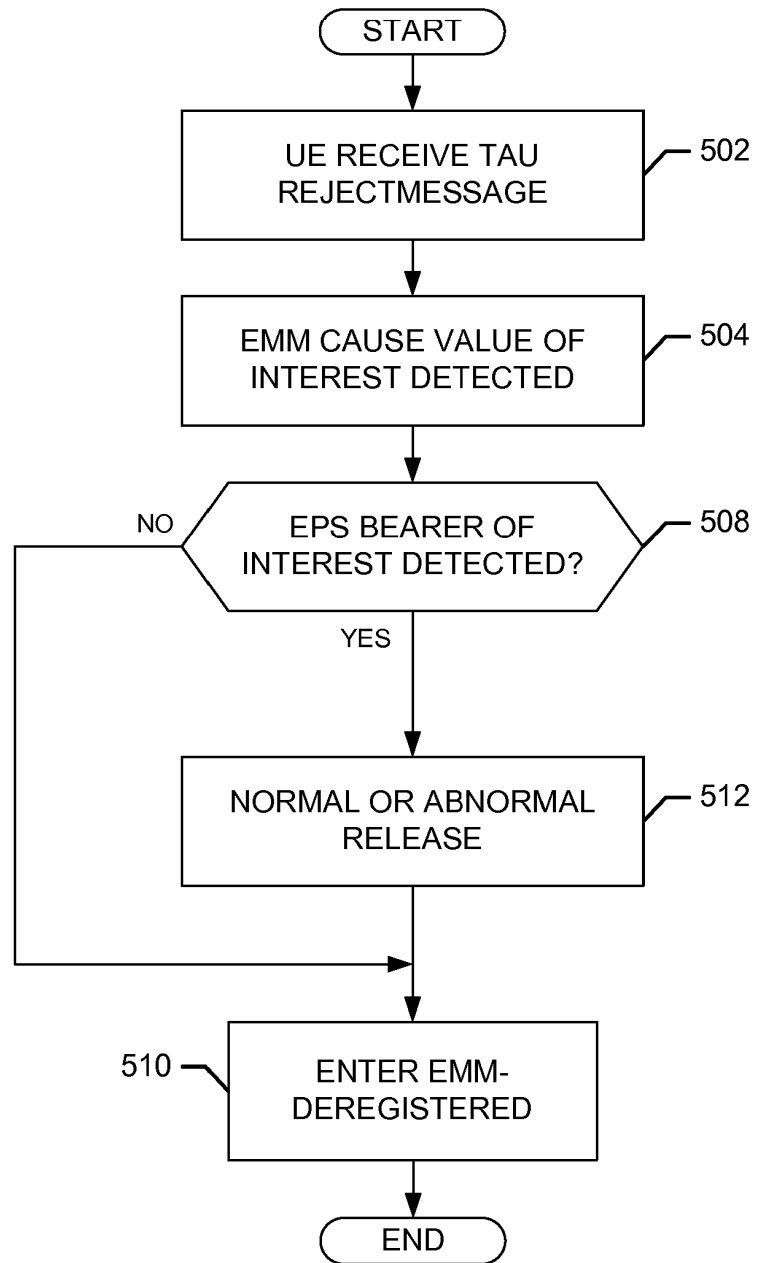 START
UE RECEIVE TAU
REJECTMESSAGE
502
EMM CAUSE VALUE OF
INTEREST DETECTED
504
NO
EPS BEARER OF
INTEREST DETECTED?
508
YES
NORMAL OR ABNORMAL
RELEASE
512
510
ENTER EMM-
DEREGISTERED
END